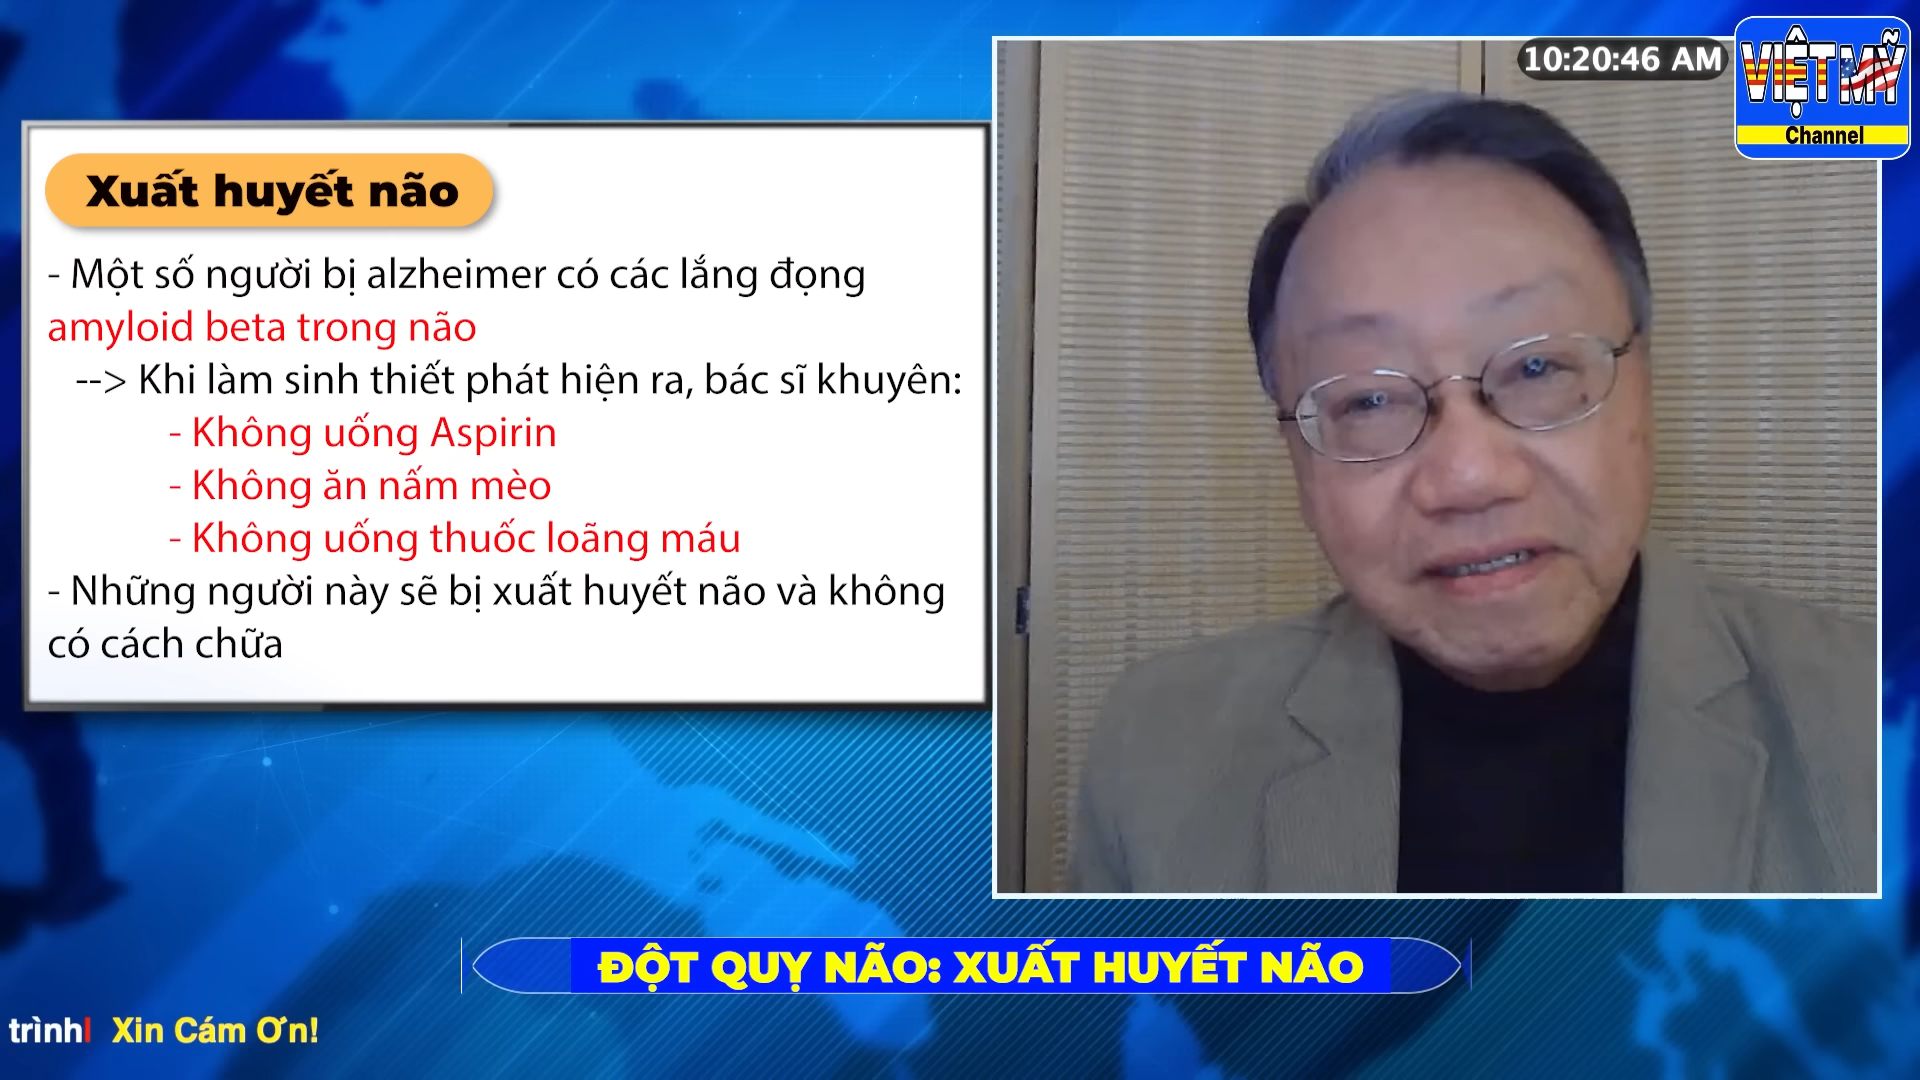 10:20:46 AM
VIỆT MỸ
Channel
Xuất huyết não
- Một số người bị alzheimer có các lắng đọng
amyloid beta trong não
--> Khi làm sinh thiết phát hiện ra, bác sĩ khuyên:
- Không uống Aspirin
- Không ăn nấm mèo
- Không uống thuốc loãng máu
- Những người này sẽ bị xuất huyết não và không
có cách chữa
ĐỘT QUỴ NÃO: XUẤT HUYẾT NÃO
trình! Xin Cám Ơn!